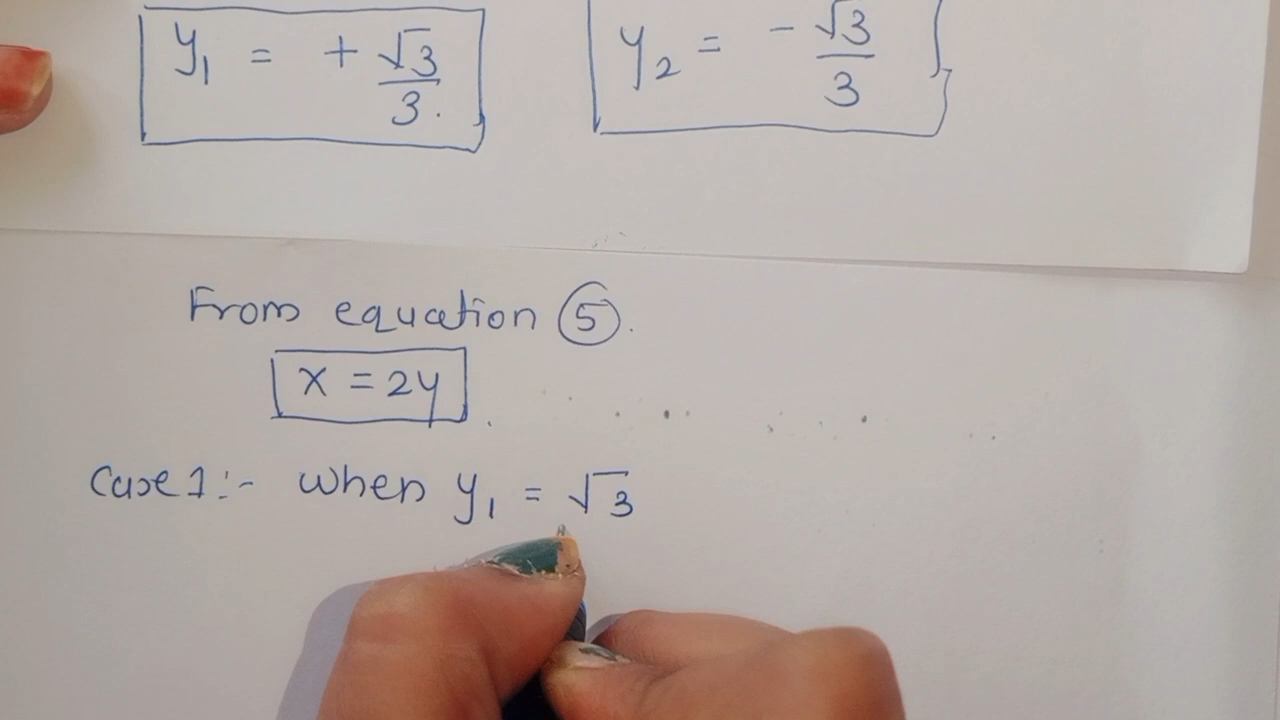 y₁ = + √3/3.
y₂ = - √3/3
From equation ⑤.
x = 2y
Case 1:- when y₁ = √3